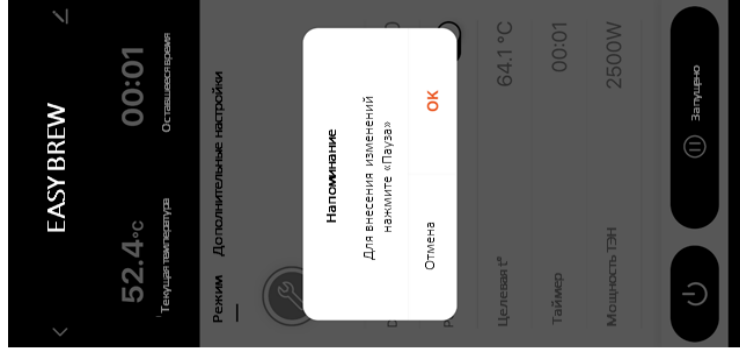 EASY BREW
52.4°C
00:01
Текущая температура
Оставшееся время
Режим
Дополнительные настройки
Напоминание
Для внесения изменений
нажмите «Пауза»
Отмена
OK
Целевая t°
64.1°C
Таймер
00:01
Мощность ТЭН
2500W
Запущено